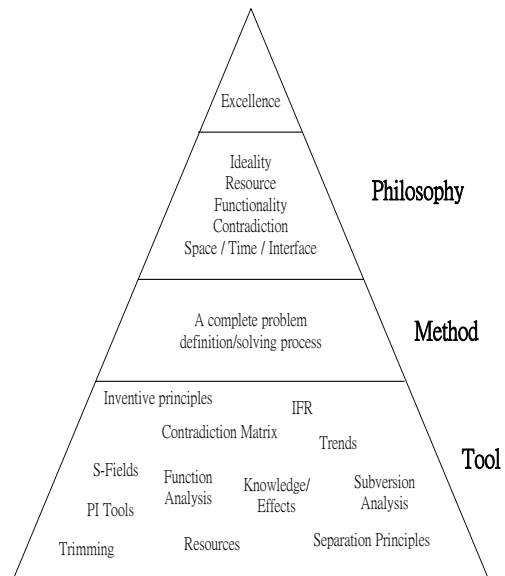 Excellence
Ideality
Resource
Functionality
Contradiction
Space / Time / Interface
Philosophy
A complete problem
definition/solving process
Method
Inventive principles
IFR
Contradiction Matrix
Trends
Tool
S-Fields
Function
Analysis
Knowledge/
Effects
Subversion
Analysis
PI Tools
Trimming
Resources
Separation Principles